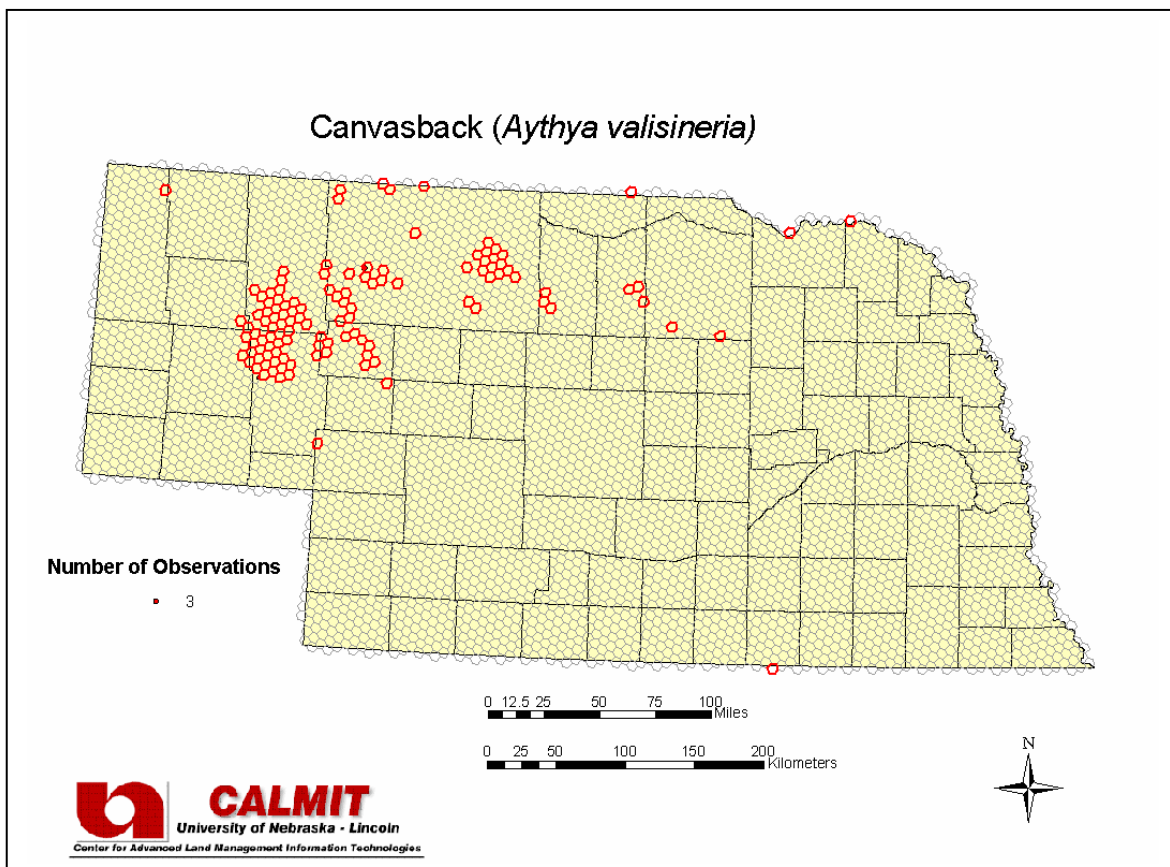 Canvasback (Aythya valisineria)
Number of Observations
3
0 12.5 25 50 75 100
Miles
0 25 50 100 150 200
Kilometers
N
CALMIT
University of Nebraska - Lincoln
Center for Advanced Land Management Information Technologies